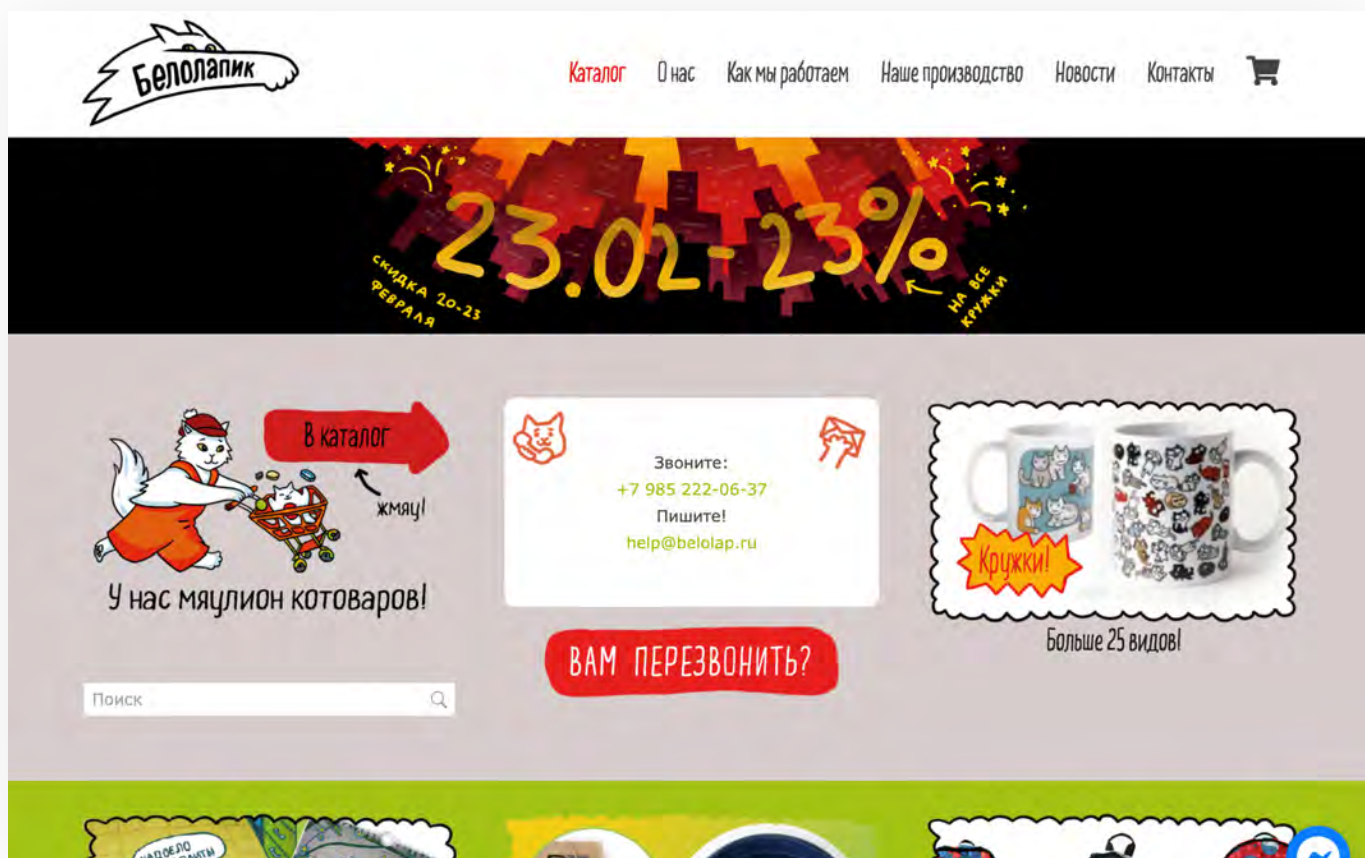 Белолапик
Каталог О нас Как мы работаем Наше производство Новости Контакты
23.02-23%
СКИДКА 20-23
ФЕВРАЛЯ
НА ВСЕ
КРУЖКИ
В каталог
жмяу!
У нас мяулион котоваров!
Поиск
Звоните:
+7 985 222-06-37
Пишите!
help@belolap.ru
ВАМ ПЕРЕЗВОНИТЬ?
Кружки!
Больше 25 видов!